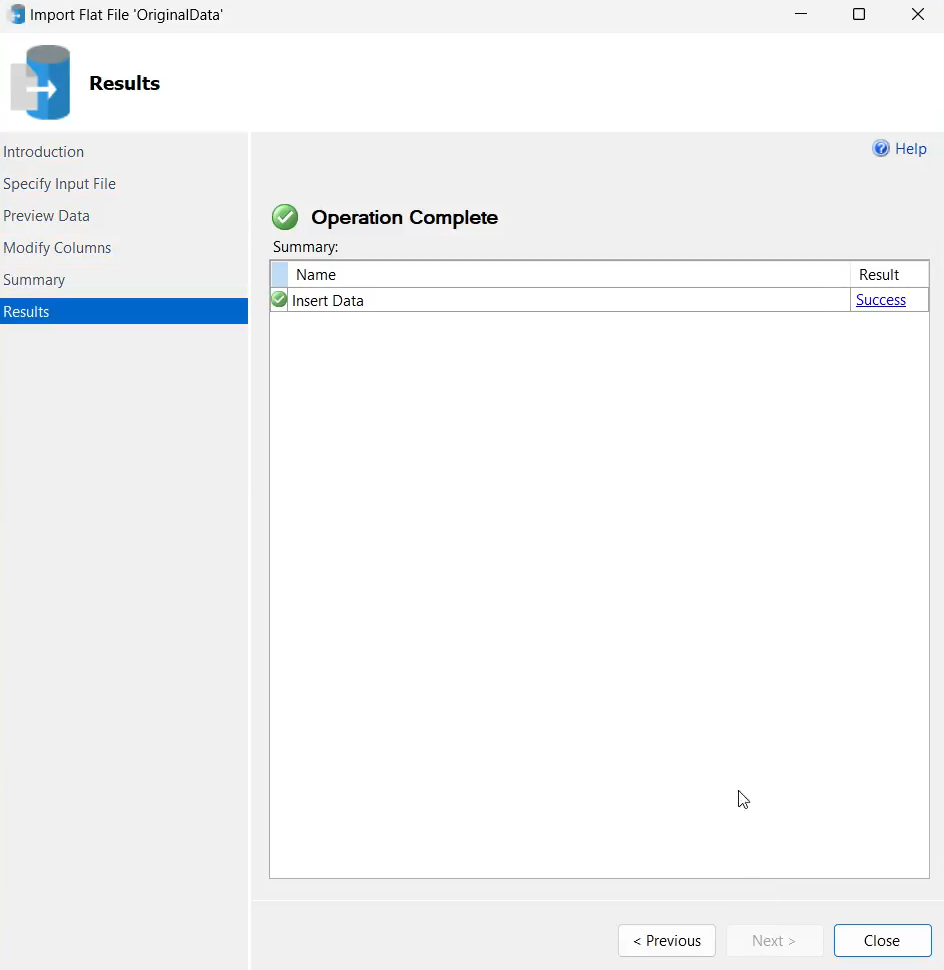 Import Flat File 'OriginalData'
Results
Introduction
Specify Input File
Preview Data
Modify Columns
Summary
Results
Help
Operation Complete
Summary:
Name Result
Insert Data Success
< Previous Next > Close